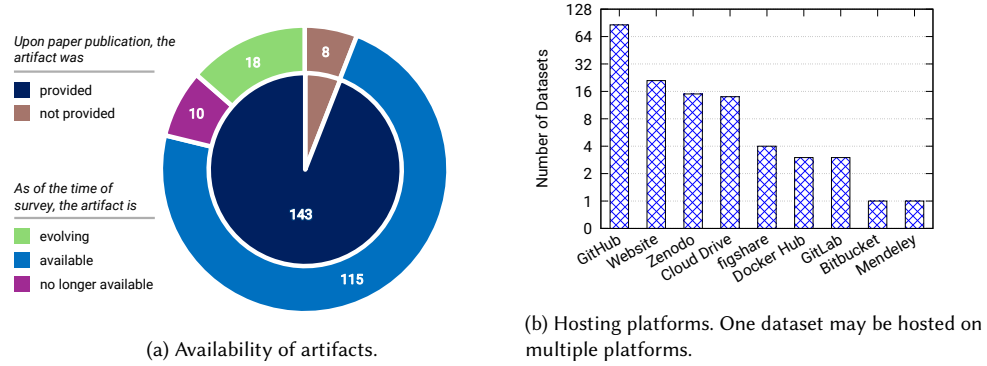 Upon paper publication, the
artifact was
provided
not provided
As of the time of
survey, the artifact is
evolving
available
no longer available
8
18
10
143
115
(a) Availability of artifacts.
Number of Datasets
128
64
32
16
8
4
2
1
0
GitHub
Website
Zenodo
Cloud Drive
figshare
Docker Hub
GitLab
Bitbucket
Mendeley
(b) Hosting platforms. One dataset may be hosted on
multiple platforms.